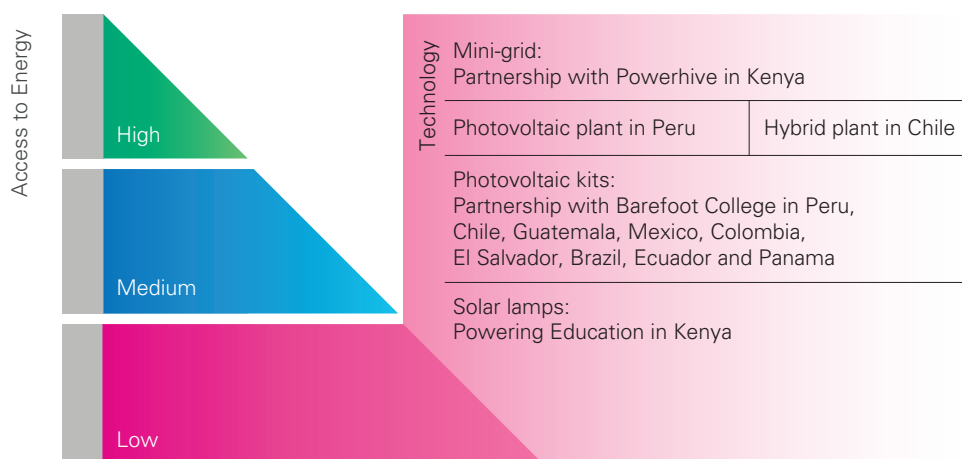 Access to Energy
High
Medium
Low
Technology
Mini-grid:
Partnership with Powerhive in Kenya
Photovoltaic plant in Peru
Hybrid plant in Chile
Photovoltaic kits:
Partnership with Barefoot College in Peru,
Chile, Guatemala, Mexico, Colombia,
El Salvador, Brazil, Ecuador and Panama
Solar lamps:
Powering Education in Kenya